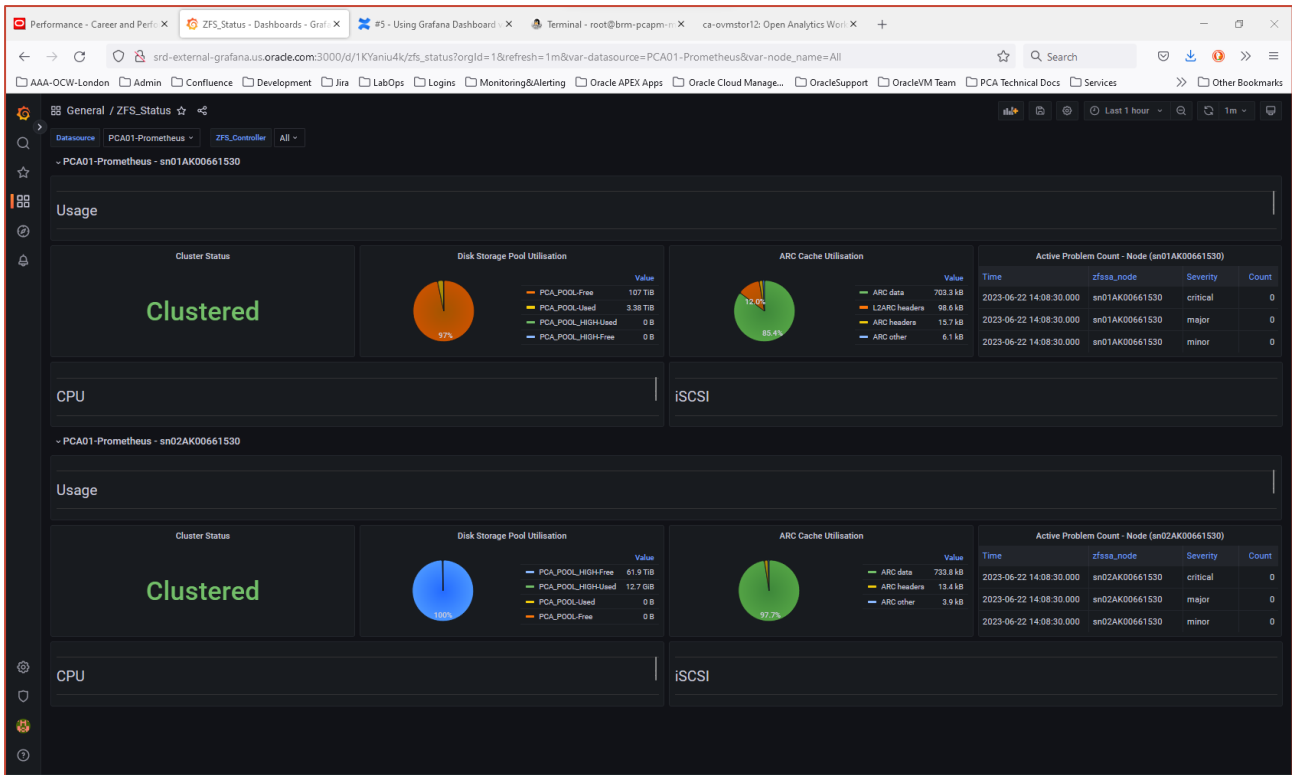 Performance - Career and Perfo
ZFS_Status - Dashboards - Grafa
#5 - Using Grafana Dashboard
Terminal - root@brm-pcapm-
ca-ovmstor12: Open Analytics Work
srd-external-grafana.us.oracle.com:3000/d/1KYaniu4k/zfs_status?orgId=1&refresh=1m&var-datasource=PCA01-Prometheus&var-node_name=All
Search
AAA-OCW-London Admin Confluence Development Jira LabOps Logins Monitoring&Alerting Oracle APEX Apps Oracle Cloud Manage... OracleSupport OracleVM Team PCA Technical Docs Services Other Bookmarks
General / ZFS_Status
Last 1 hour
1m
Datasource PCA01-Prometheus ZFS_Controller All
PCA01-Prometheus - sn01AK00661530
Usage
Cluster Status
Clustered
Disk Storage Pool Utilisation
97%
Value
PCA_POOL-Free 107 TiB
PCA_POOL-Used 3.38 TiB
PCA_POOL_HIGH-Used 0 B
PCA_POOL_HIGH-Free 0 B
ARC Cache Utilisation
12.0%
85.4%
Value
ARC data 703.3 kB
L2ARC headers 98.6 kB
ARC headers 15.7 kB
ARC other 6.1 kB
Active Problem Count - Node (sn01AK00661530)
Time zfssa_node Severity Count
2023-06-22 14:08:30.000 sn01AK00661530 critical 0
2023-06-22 14:08:30.000 sn01AK00661530 major 0
2023-06-22 14:08:30.000 sn01AK00661530 minor 0
CPU
iSCSI
PCA01-Prometheus - sn02AK00661530
Usage
Cluster Status
Clustered
Disk Storage Pool Utilisation
100%
Value
PCA_POOL_HIGH-Free 61.9 TiB
PCA_POOL_HIGH-Used 12.7 GiB
PCA_POOL-Used 0 B
PCA_POOL-Free 0 B
ARC Cache Utilisation
97.7%
Value
ARC data 733.8 kB
ARC headers 13.4 kB
ARC other 3.9 kB
Active Problem Count - Node (sn02AK00661530)
Time zfssa_node Severity Count
2023-06-22 14:08:30.000 sn02AK00661530 critical 0
2023-06-22 14:08:30.000 sn02AK00661530 major 0
2023-06-22 14:08:30.000 sn02AK00661530 minor 0
CPU
iSCSI